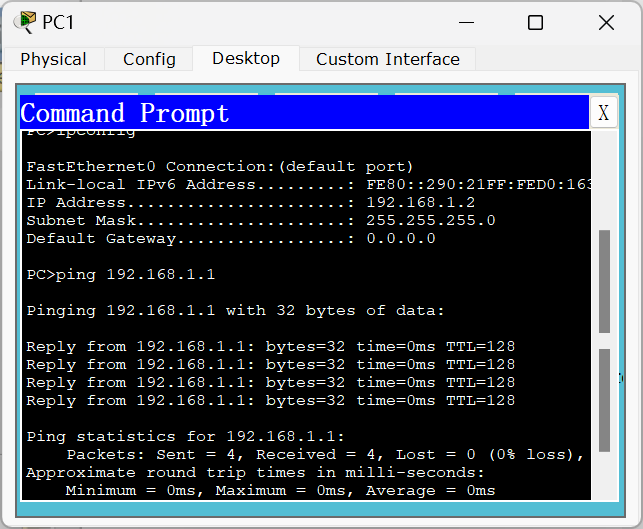 PC1
Physical Config Desktop Custom Interface
Command Prompt
X
PC>ipconfig
FastEthernet0 Connection:(default port)
Link-local IPv6 Address.........: FE80::290:21FF:FED0:163
IP Address......................: 192.168.1.2
Subnet Mask.....................: 255.255.255.0
Default Gateway.................: 0.0.0.0
PC>ping 192.168.1.1
Pinging 192.168.1.1 with 32 bytes of data:
Reply from 192.168.1.1: bytes=32 time=0ms TTL=128
Reply from 192.168.1.1: bytes=32 time=0ms TTL=128
Reply from 192.168.1.1: bytes=32 time=0ms TTL=128
Reply from 192.168.1.1: bytes=32 time=0ms TTL=128
Ping statistics for 192.168.1.1:
Packets: Sent = 4, Received = 4, Lost = 0 (0% loss),
Approximate round trip times in milli-seconds:
Minimum = 0ms, Maximum = 0ms, Average = 0ms